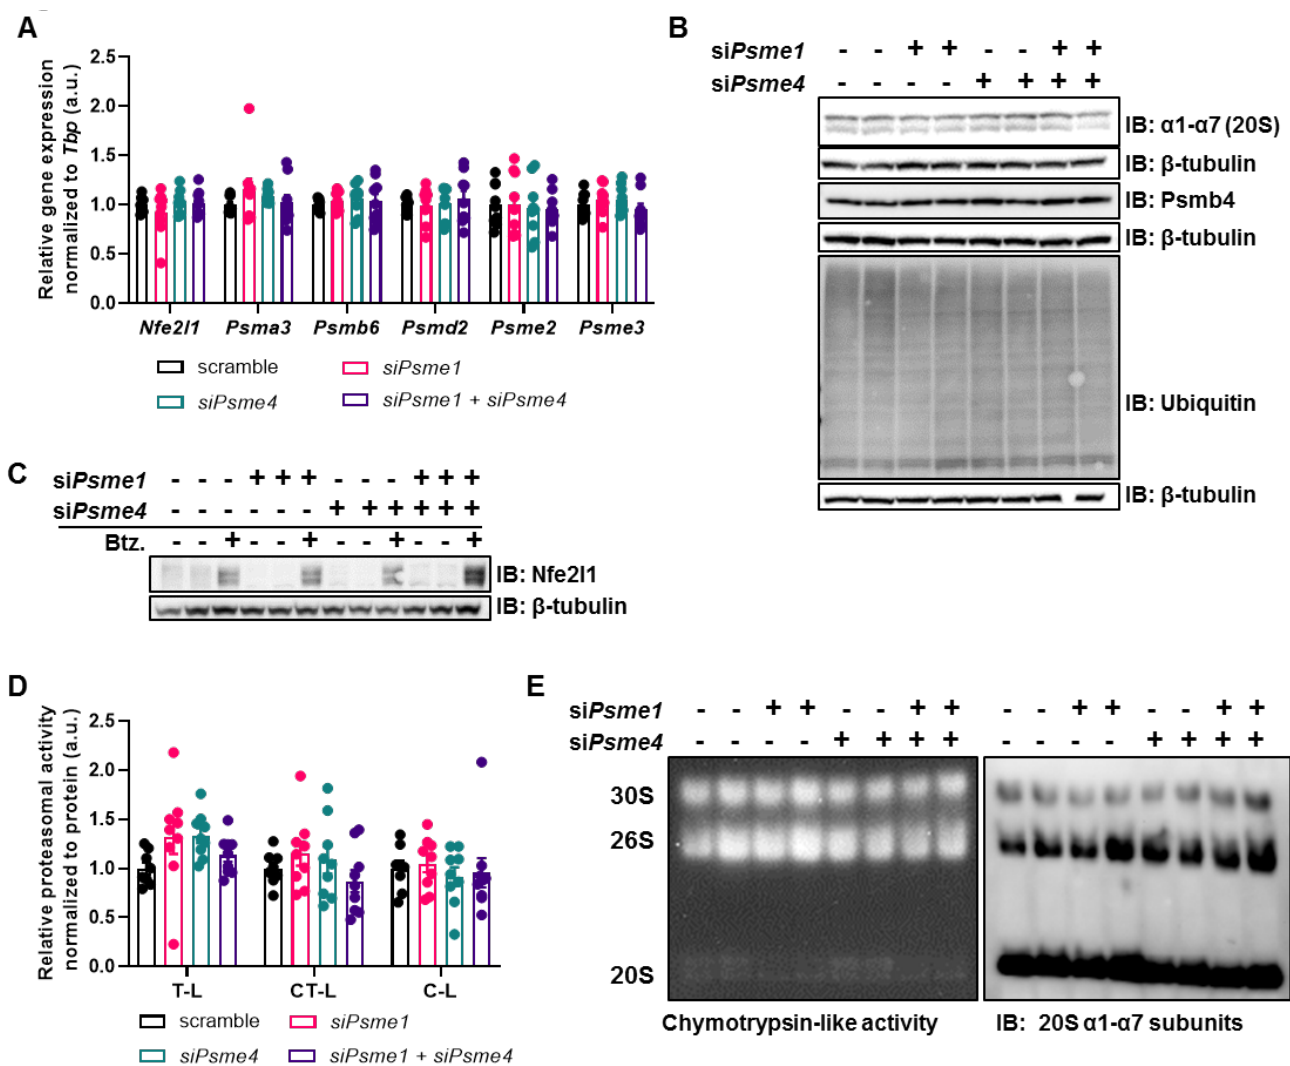 A
Relative gene expression
normalized to Tbp (a.u.)
2.5
2.0
1.5
1.0
0.5
0.0
Nfe2l1 Psma3 Psmb6 Psmd2 Psme2 Psme3
scramble siPsme1
siPsme4 siPsme1 + siPsme4
B
siPsme1 - - + + - - + +
siPsme4 - - - - + + + +
IB: α1-α7 (20S)
IB: β-tubulin
IB: Psmb4
IB: β-tubulin
IB: Ubiquitin
IB: β-tubulin
C
siPsme1 - - - + + + - - - + + +
siPsme4 - - - - - - + + + + + +
Btz. - - + - - + - - + - - +
IB: Nfe2l1
IB: β-tubulin
D
Relative proteasomal activity
normalized to protein (a.u.)
2.5
2.0
1.5
1.0
0.5
0.0
T-L CT-L C-L
scramble siPsme1
siPsme4 siPsme1 + siPsme4
E
siPsme1 - - + + - - + + - - + + - - + +
siPsme4 - - - - + + + + - - - - + + + +
30S
26S
20S
Chymotrypsin-like activity IB: 20S α1-α7 subunits